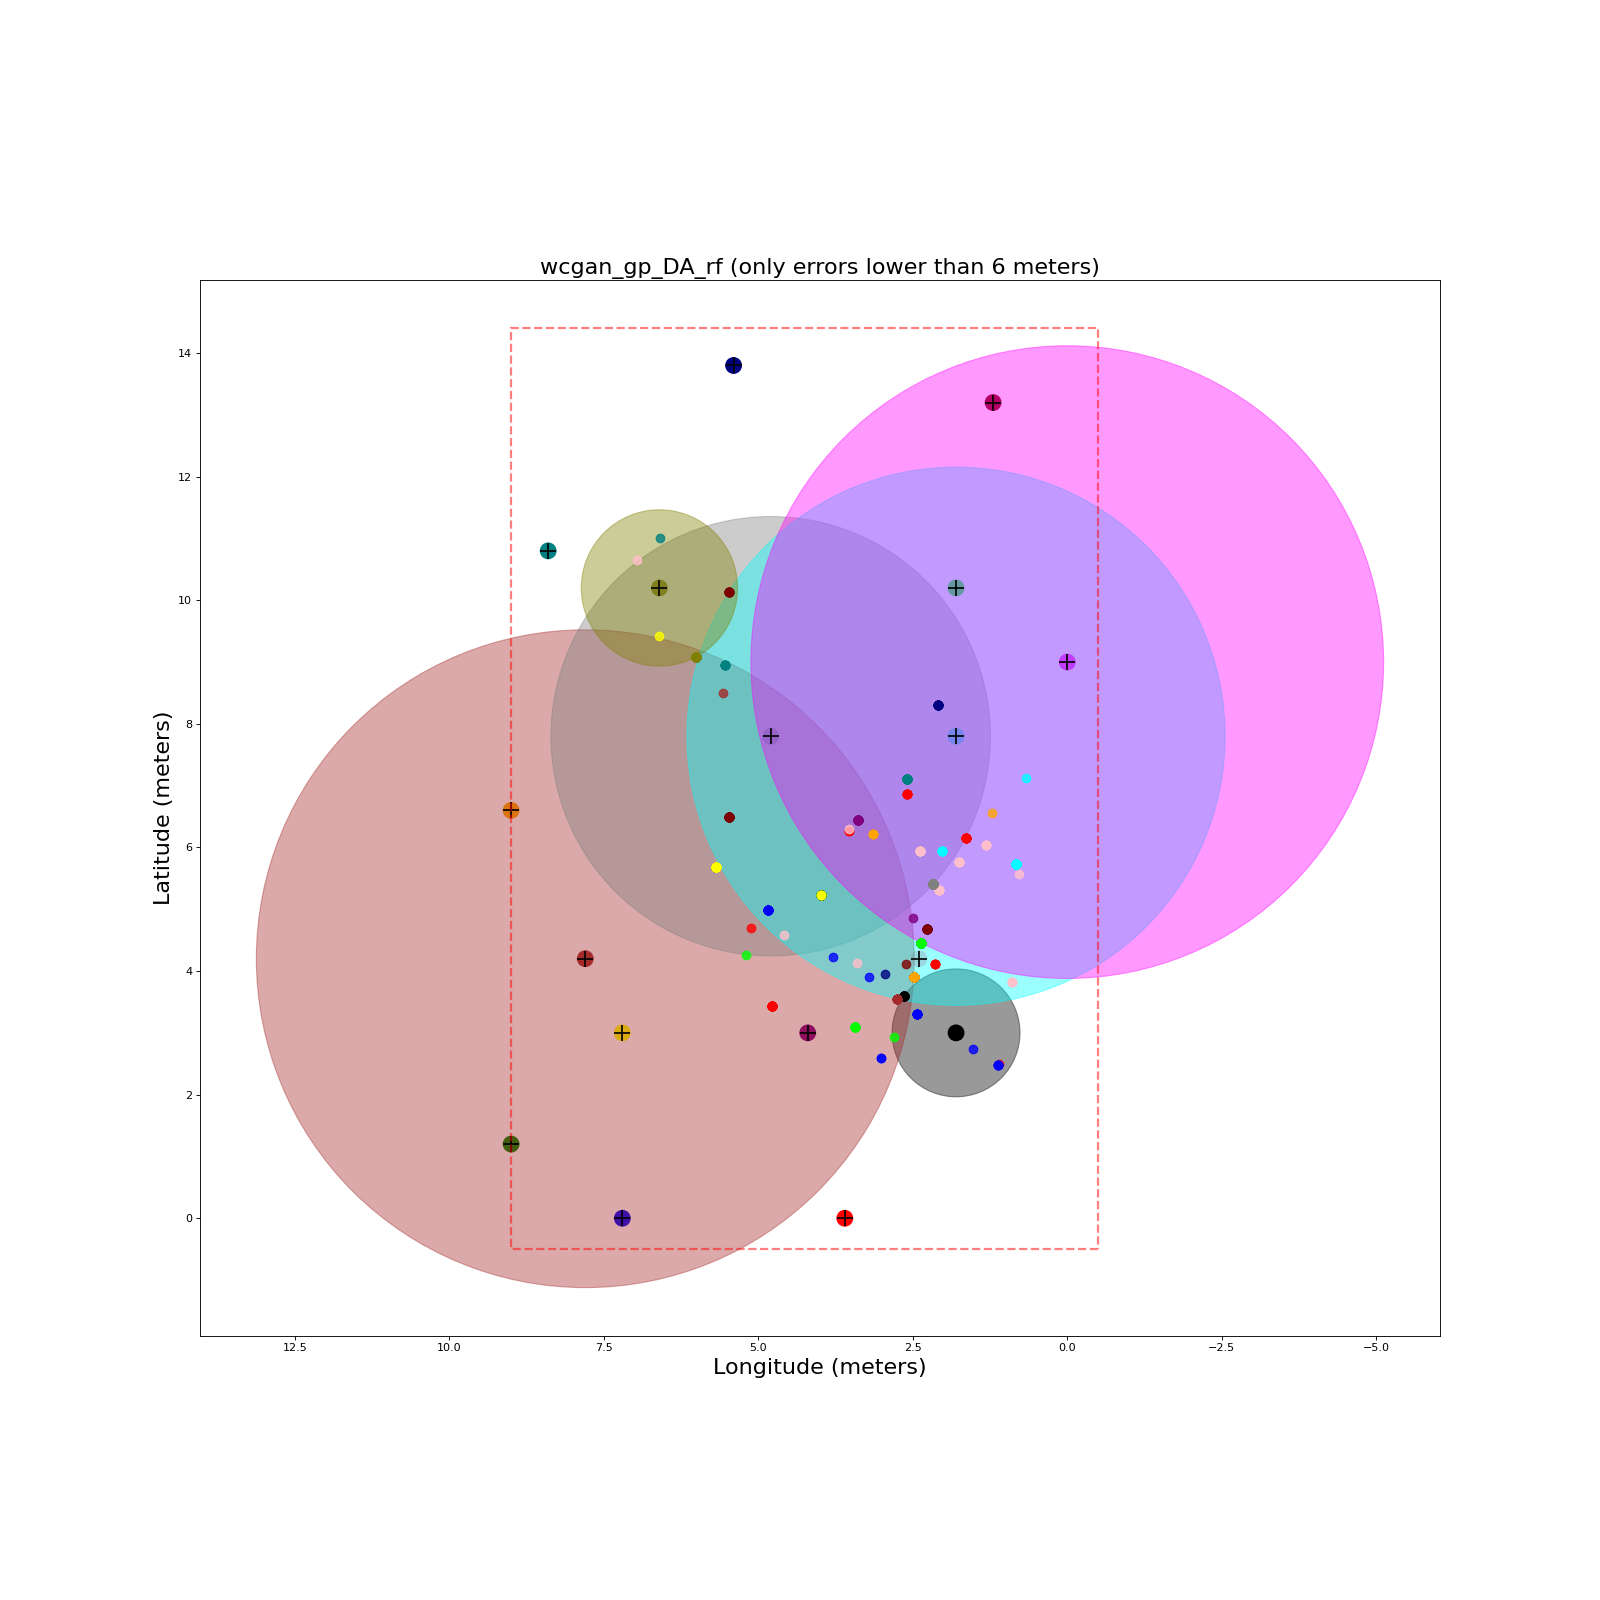 wcgan_gp_DA_rf (only errors lower than 6 meters)
14
12
10
8
6
4
2
0
Latitude (meters)
12.5 10.0 7.5 5.0 2.5 0.0 −2.5 −5.0
Longitude (meters)